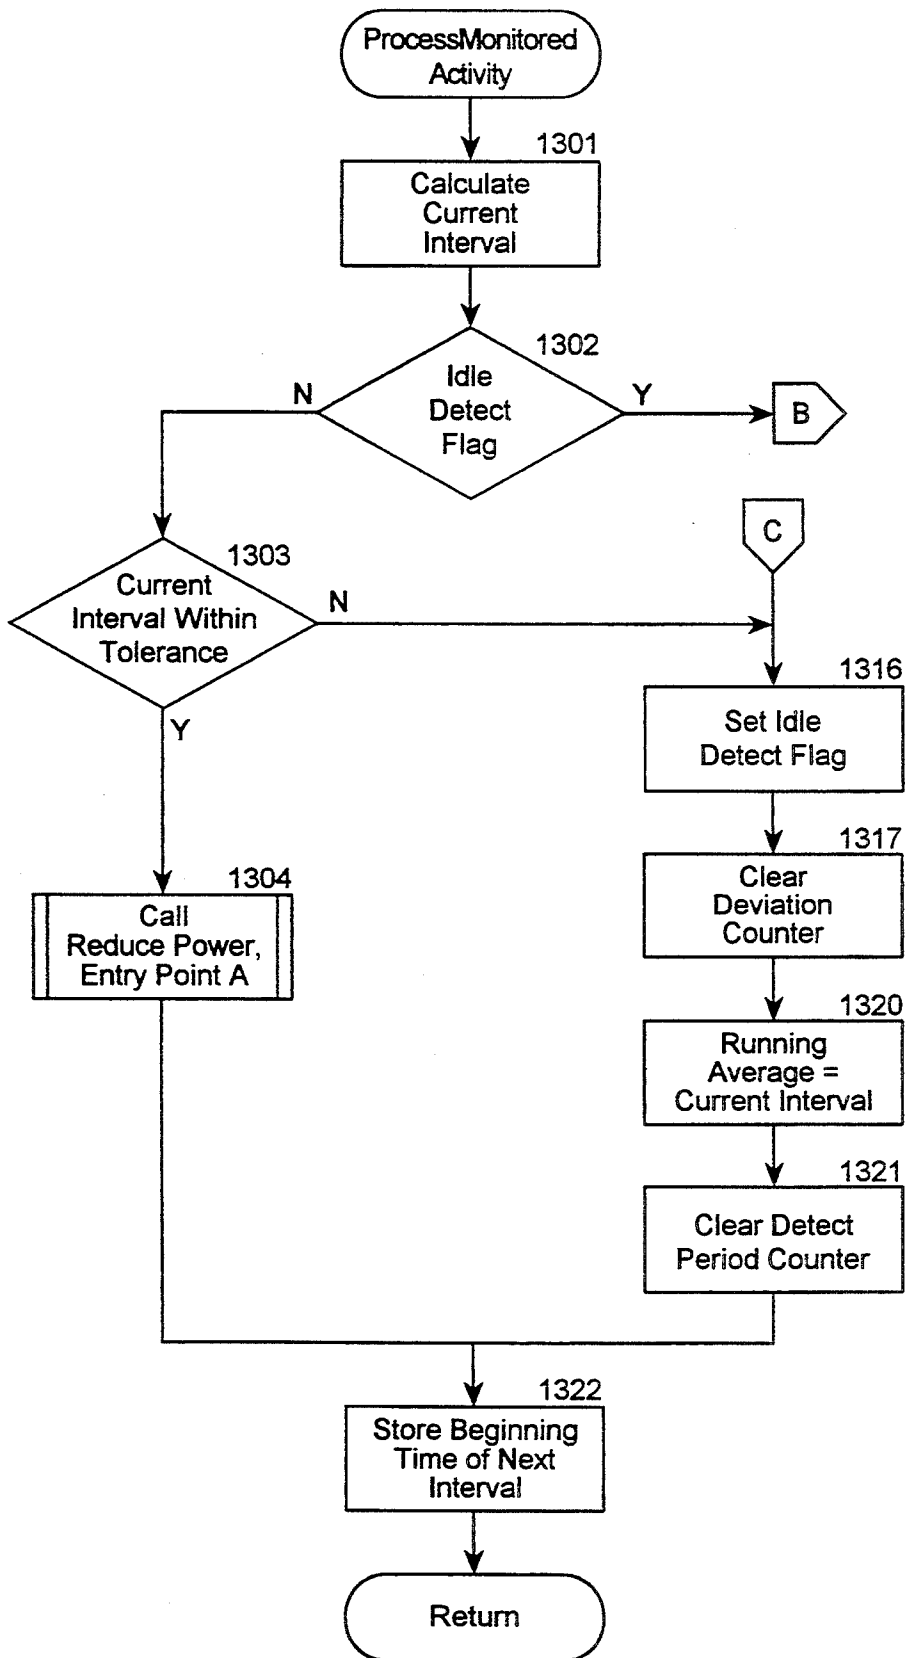 ProcessMonitored
Activity
1301
Calculate
Current
Interval
1302
Idle
Detect
Flag
N
Y
B
C
1303
Current
Interval Within
Tolerance
N
Y
1316
Set Idle
Detect Flag
1317
Clear
Deviation
Counter
1304
Call
Reduce Power,
Entry Point A
1320
Running
Average =
Current Interval
1321
Clear Detect
Period Counter
1322
Store Beginning
Time of Next
Interval
Return